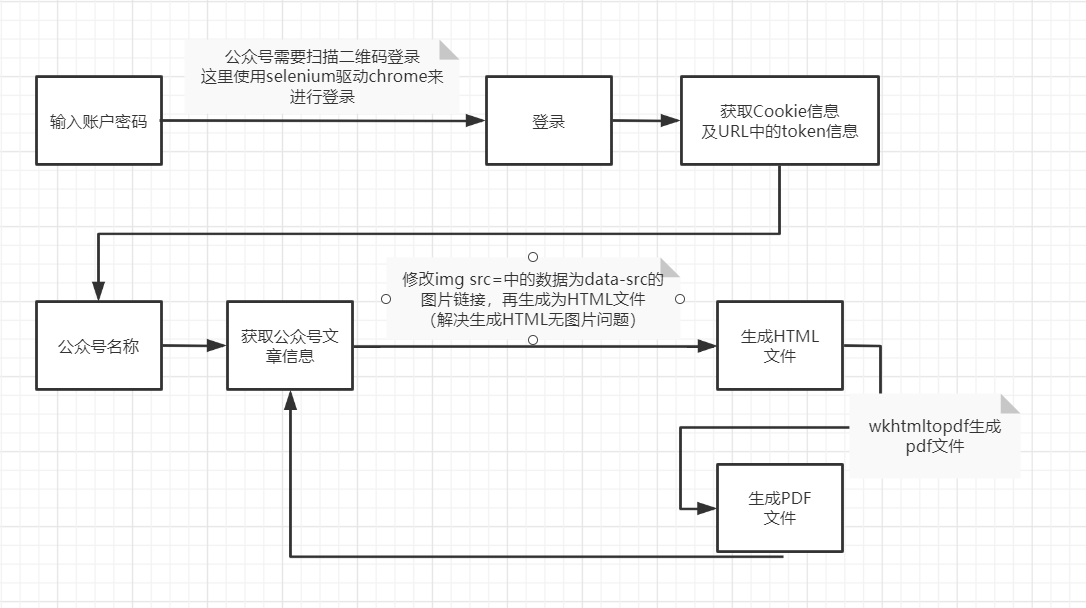 公众号需要扫描二维码登录
这里使用selenium驱动chrome来
进行登录
输入账户密码
登录
获取Cookie信息
及URL中的token信息
修改img src=中的数据为data-src的
图片链接，再生成为HTML文件
（解决生成HTML无图片问题）
公众号名称
获取公众号文
章信息
生成HTML
文件
wkhtmltopdf生成
pdf文件
生成PDF
文件